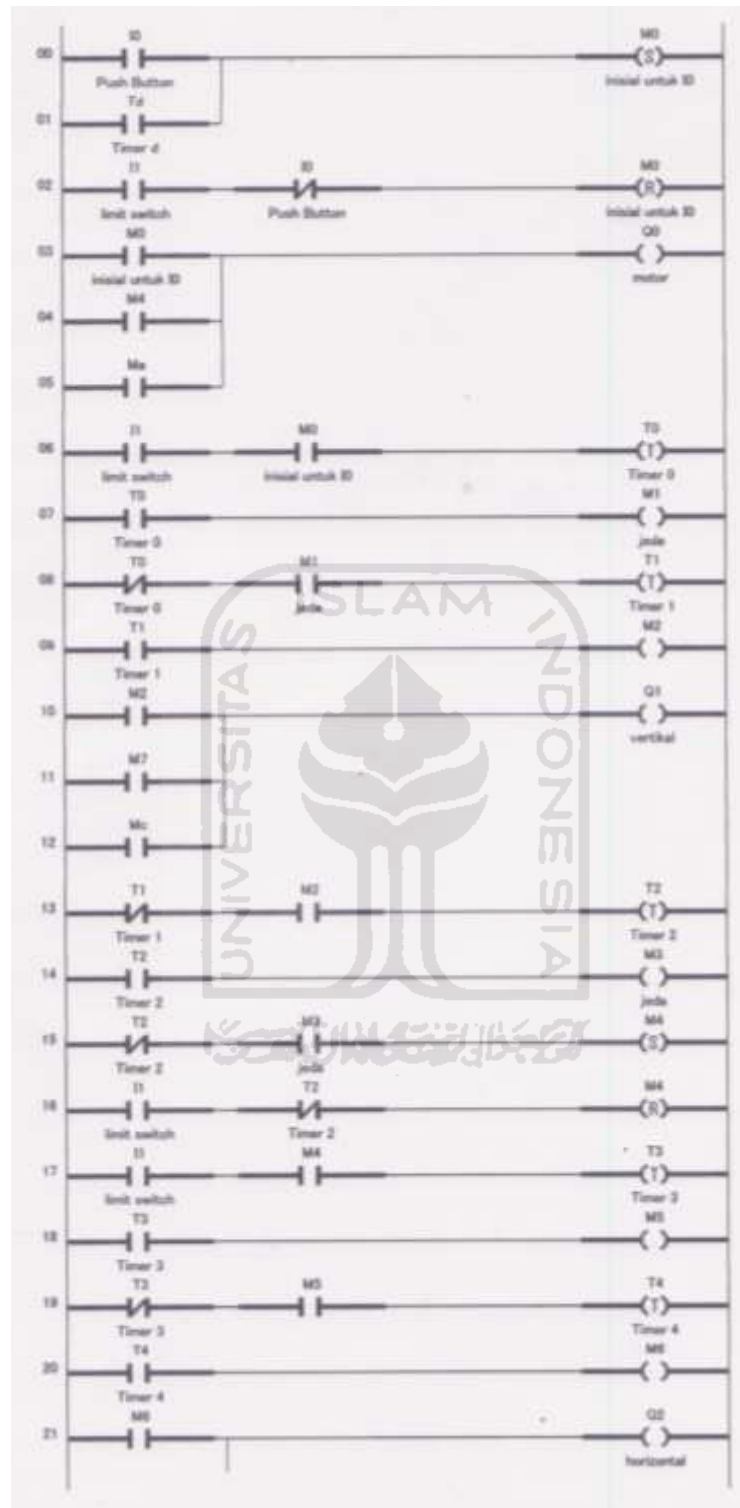 I0 M0
00 (S)
Push Button inisial untuk I0
Td
01
Timer d
I1 I0 M0
02 (R)
limit switch Push Button inisial untuk I0
M0 Q0
03
inisial untuk I0 motor
M4
04
Ma
05
I1 M0 T0
06 (T)
limit switch inisial untuk I0 Timer 0
T0 M1
07
Timer 0 jeda
T0 M1 T1
08 (T)
Timer 0 jeda Timer 1
T1 M2
09
Timer 1
M2 Q1
10
vertikal
M7
11
Mc
12
T1 M2 T2
13 (T)
Timer 1 Timer 2
T2 M3
14
Timer 2 jeda
T2 M3 M4
15 (S)
Timer 2 jeda
I1 T2 M4
16 (R)
limit switch Timer 2
I1 M4 T3
17 (T)
limit switch Timer 3
T3 M5
18
Timer 3
T3 M5 T4
19 (T)
Timer 3 Timer 4
T4 M6
20
Timer 4
M6 Q2
21
horizontal
UNIVERSITAS
ISLAM
INDONESIA